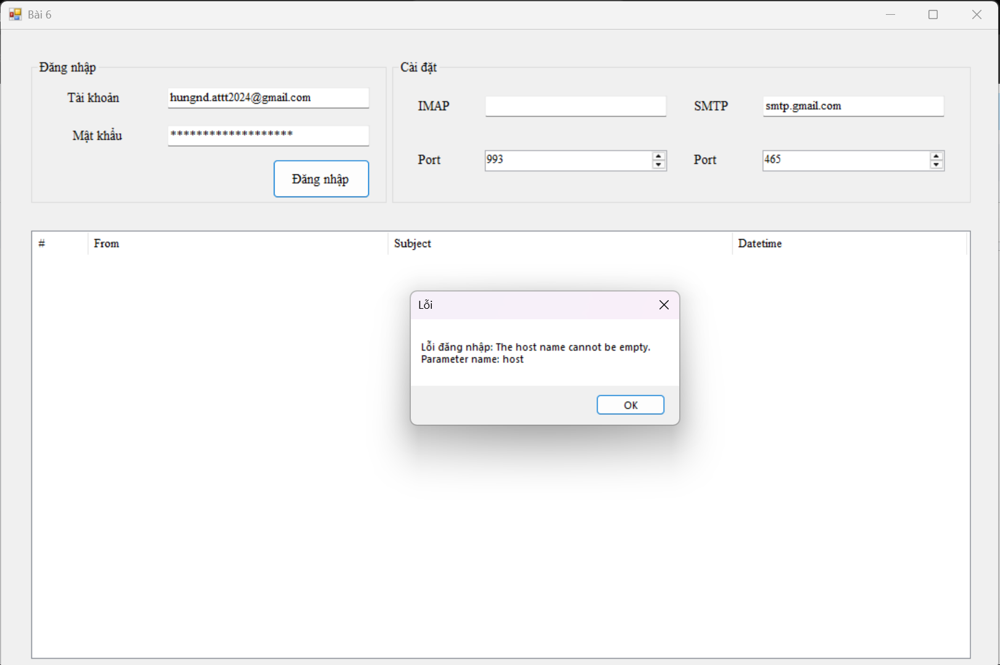 Bài 6
Đăng nhập
Tài khoản
hungnd.attt2024@gmail.com
Mật khẩu
*******************
Đăng nhập
Cài đặt
IMAP
SMTP
smtp.gmail.com
Port
993
Port
465
#
From
Subject
Datetime
Lỗi
Lỗi đăng nhập: The host name cannot be empty.
Parameter name: host
OK